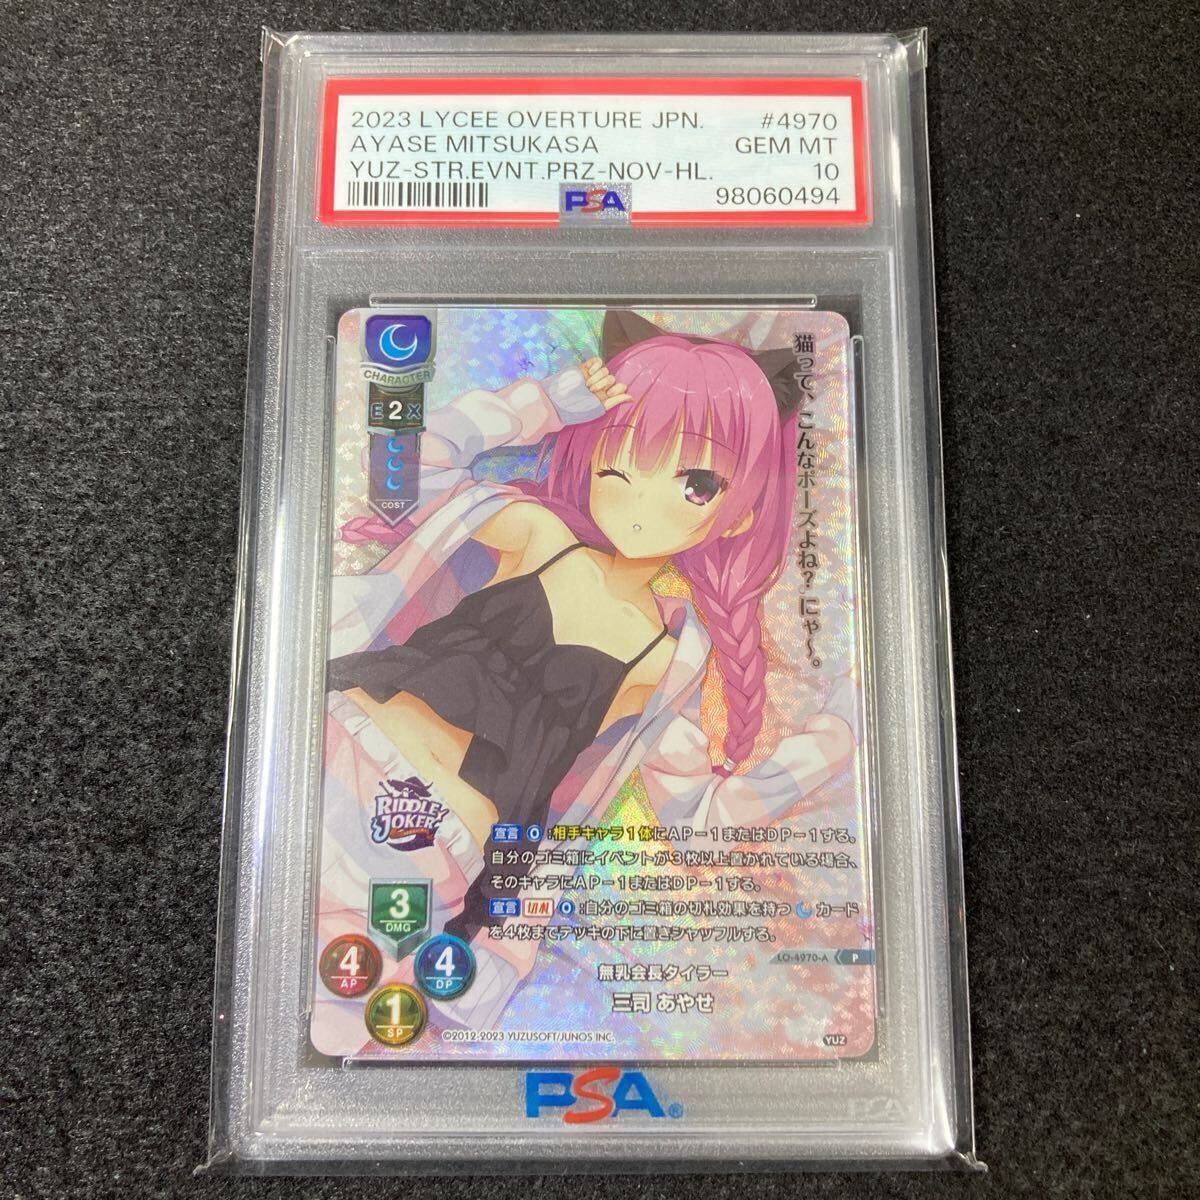 2023 LYCEE OVERTURE JPN. #4970
AYASE MITSUKASA GEM MT
YUZ-STR.EVNT.PRZ-NOV-HL. 10
PSA 98060494
CHARACTER
E 2 X
COST
猫って、こんなポーズよね?にゃ〜。
RIDDLE JOKER
宣言 0:相手キャラ1体にAP-1またはDP-1する。
自分のゴミ箱にイベントが3枚以上置かれている場合、
そのキャラにAP-1またはDP-1する。
宣言 切札 0:自分のゴミ箱の切札効果を持つ カード
を4枚までデッキの下に置きシャッフルする。
3
DMG
4
AP
4
DP
1
SP
LO-4970-A P
無乳会長タイラー
三司 あやせ
©2012-2023 YUZUSOFT/JUNOS INC.
YUZ
PSA®